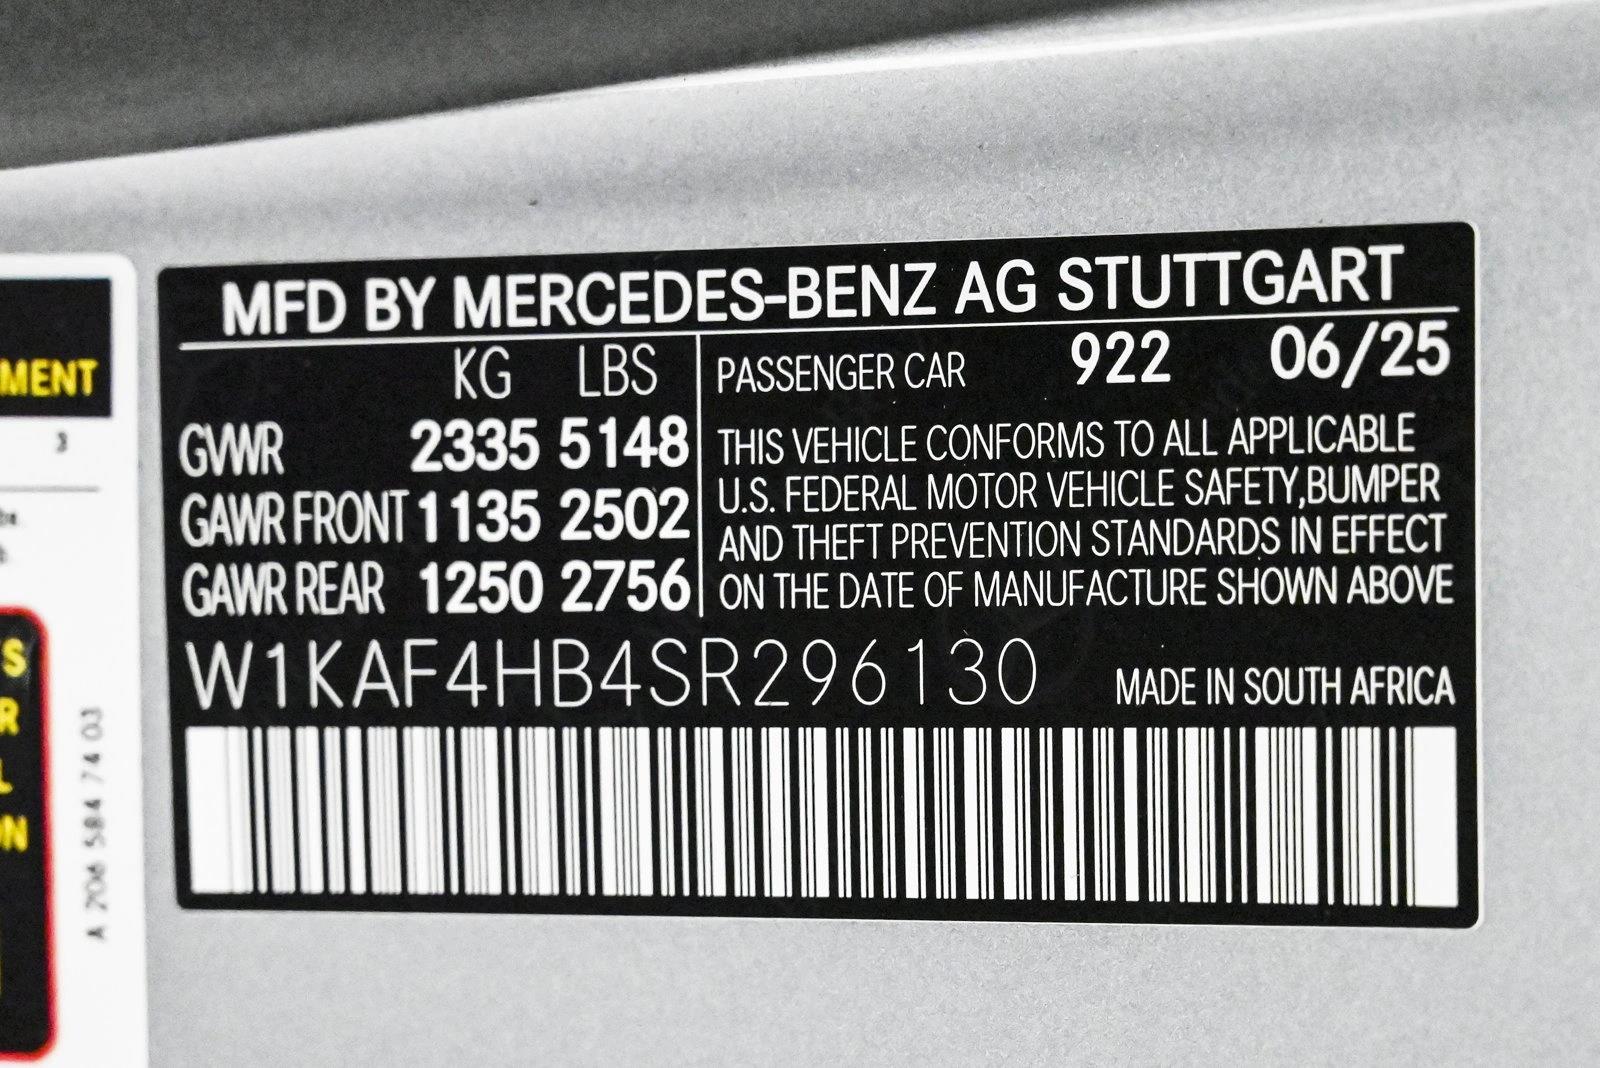 MFD BY MERCEDES-BENZ AG STUTTGART
KG LBS
GVWR 2335 5148
GAWR FRONT 1135 2502
GAWR REAR 1250 2756
PASSENGER CAR 922 06/25
THIS VEHICLE CONFORMS TO ALL APPLICABLE
U.S. FEDERAL MOTOR VEHICLE SAFETY,BUMPER
AND THEFT PREVENTION STANDARDS IN EFFECT
ON THE DATE OF MANUFACTURE SHOWN ABOVE
W1KAF4HB4SR296130
MADE IN SOUTH AFRICA
MENT
3
S
R
L
ON
A 206 584 74 03